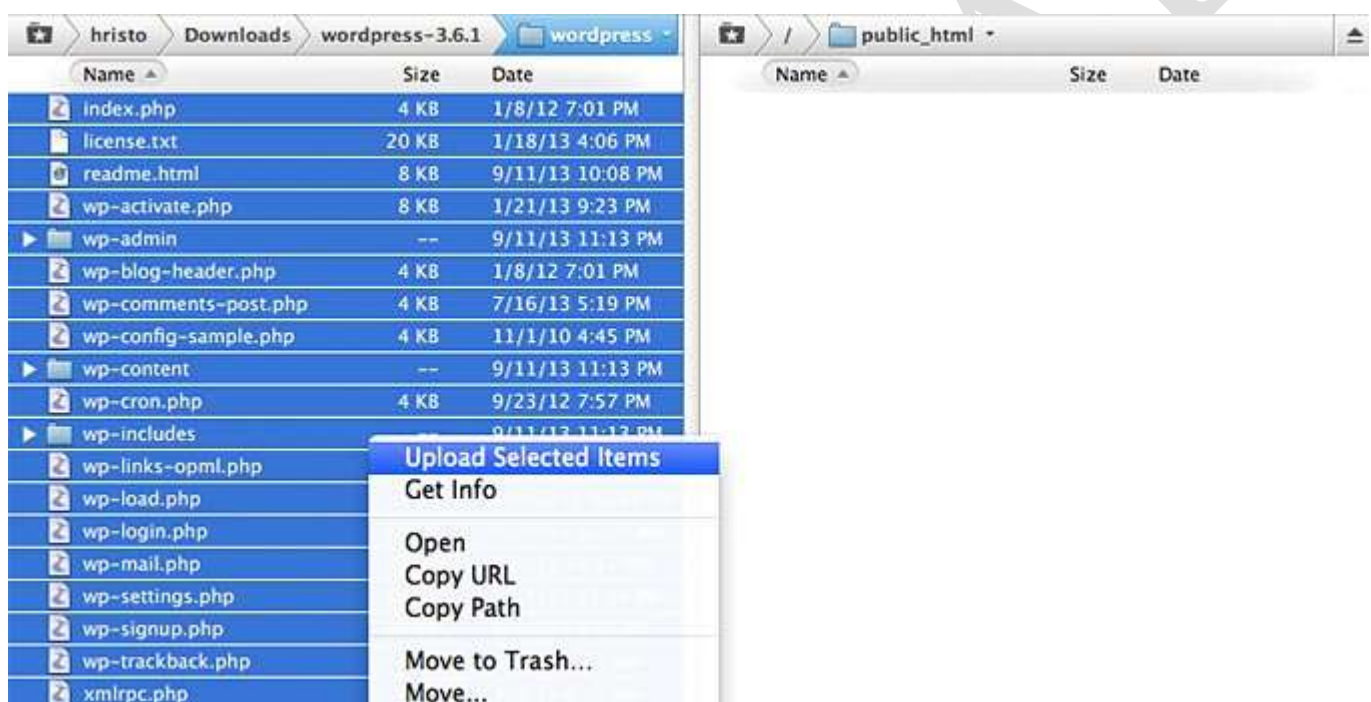 hristo Downloads wordpress-3.6.1 wordpress
/ public_html
Name Size Date
Name Size Date
index.php 4 KB 1/8/12 7:01 PM
license.txt 20 KB 1/18/13 4:06 PM
readme.html 8 KB 9/11/13 10:08 PM
wp-activate.php 8 KB 1/21/13 9:23 PM
wp-admin -- 9/11/13 11:13 PM
wp-blog-header.php 4 KB 1/8/12 7:01 PM
wp-comments-post.php 4 KB 7/16/13 5:19 PM
wp-config-sample.php 4 KB 11/1/10 4:45 PM
wp-content -- 9/11/13 11:13 PM
wp-cron.php 4 KB 9/23/12 7:57 PM
wp-includes -- 9/11/13 11:13 PM
wp-links-opml.php
wp-load.php
wp-login.php
wp-mail.php
wp-settings.php
wp-signup.php
wp-trackback.php
xmlrpc.php
Upload Selected Items
Get Info
Open
Copy URL
Copy Path
Move to Trash...
Move...